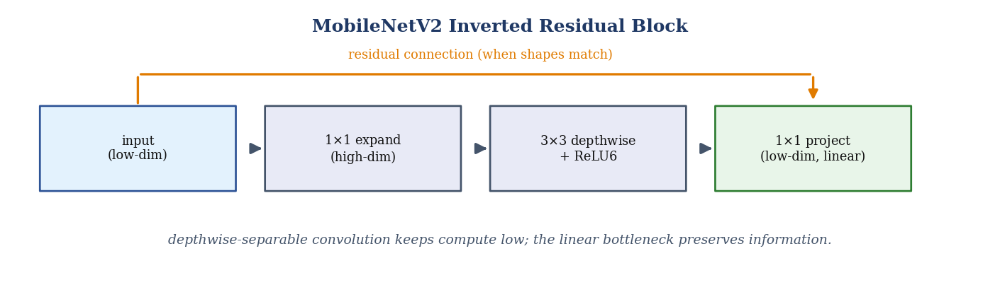 MobileNetV2 Inverted Residual Block
residual connection (when shapes match)
input
(low-dim)
1×1 expand
(high-dim)
3×3 depthwise
+ ReLU6
1×1 project
(low-dim, linear)
depthwise-separable convolution keeps compute low; the linear bottleneck preserves information.